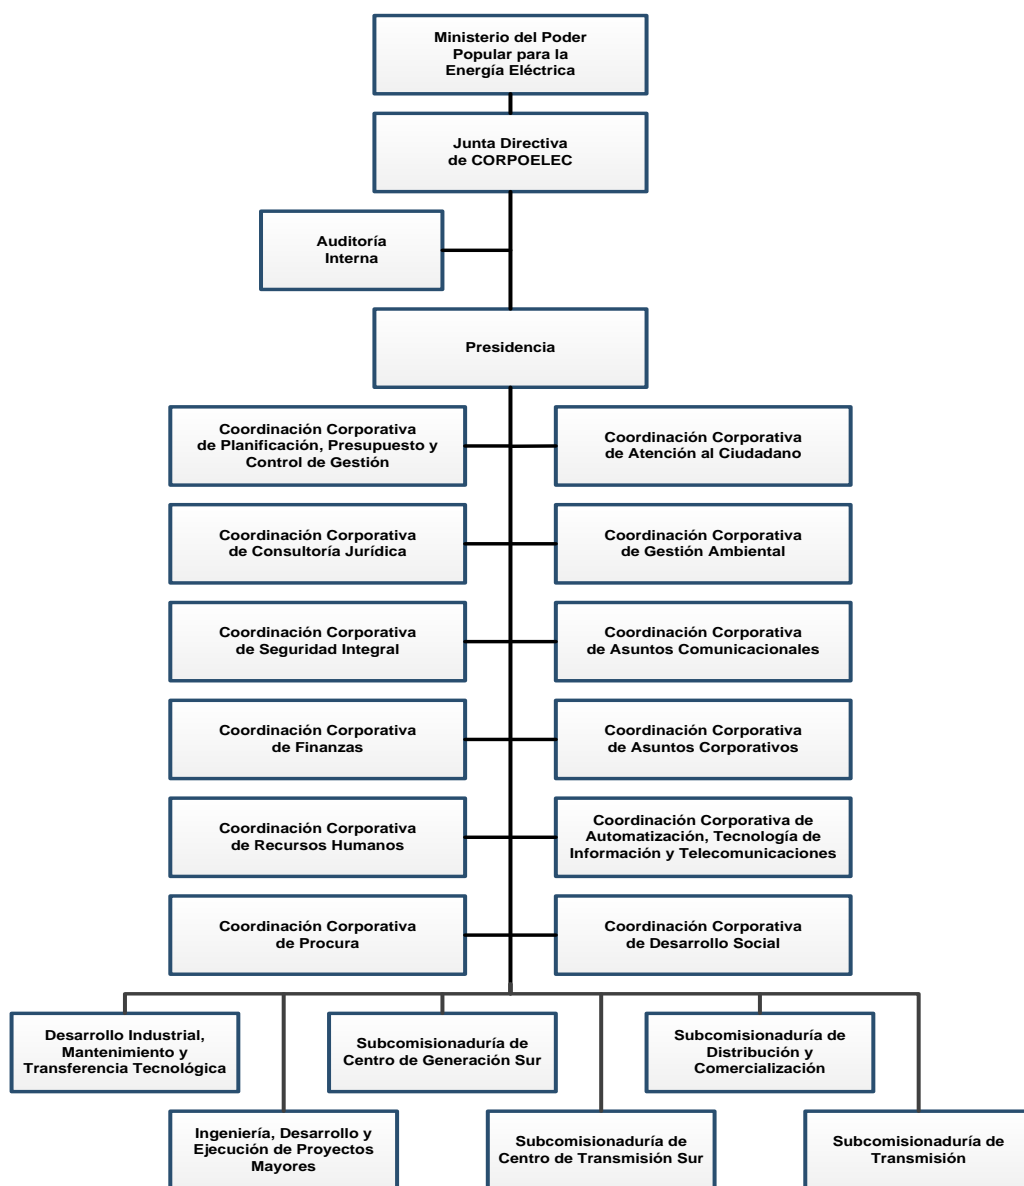 Ministerio del Poder
Popular para la
Energía Eléctrica
Junta Directiva
de CORPOELEC
Auditoría
Interna
Presidencia
Coordinación Corporativa
de Planificación, Presupuesto y
Control de Gestión
Coordinación Corporativa
de Atención al Ciudadano
Coordinación Corporativa
de Consultoría Jurídica
Coordinación Corporativa
de Gestión Ambiental
Coordinación Corporativa
de Seguridad Integral
Coordinación Corporativa
de Asuntos Comunicacionales
Coordinación Corporativa
de Finanzas
Coordinación Corporativa
de Asuntos Corporativos
Coordinación Corporativa
de Recursos Humanos
Coordinación Corporativa de
Automatización, Tecnología de
Información y Telecomunicaciones
Coordinación Corporativa
de Procura
Coordinación Corporativa
de Desarrollo Social
Desarrollo Industrial,
Mantenimiento y
Transferencia Tecnológica
Subcomisionaduría de
Centro de Generación Sur
Subcomisionaduría de
Distribución y
Comercialización
Ingeniería, Desarrollo y
Ejecución de Proyectos
Mayores
Subcomisionaduría de
Centro de Transmisión Sur
Subcomisionaduría de
Transmisión